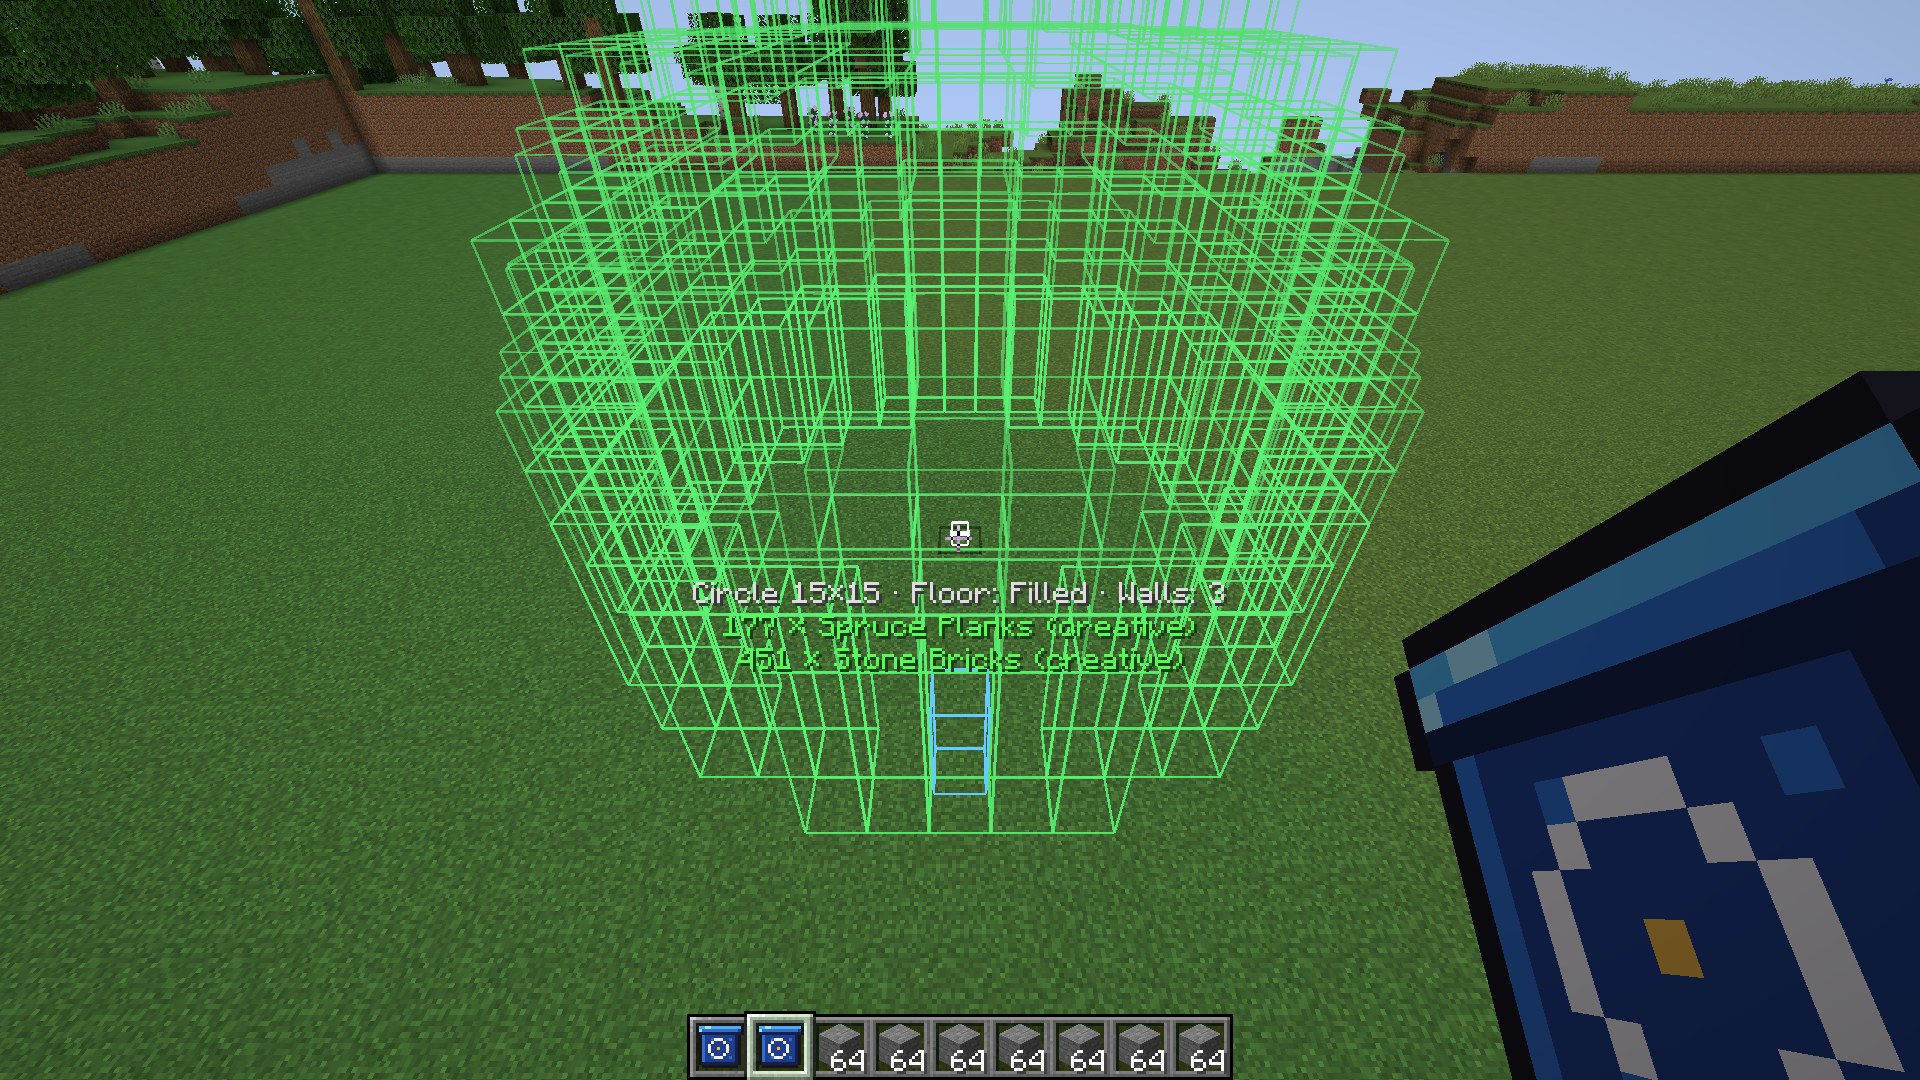 Circle 15x15 · Floor: Filled · Walls: 3
177 x Spruce Planks (creative)
451 x Stone Bricks (creative)
64 64 64 64 64 64 64